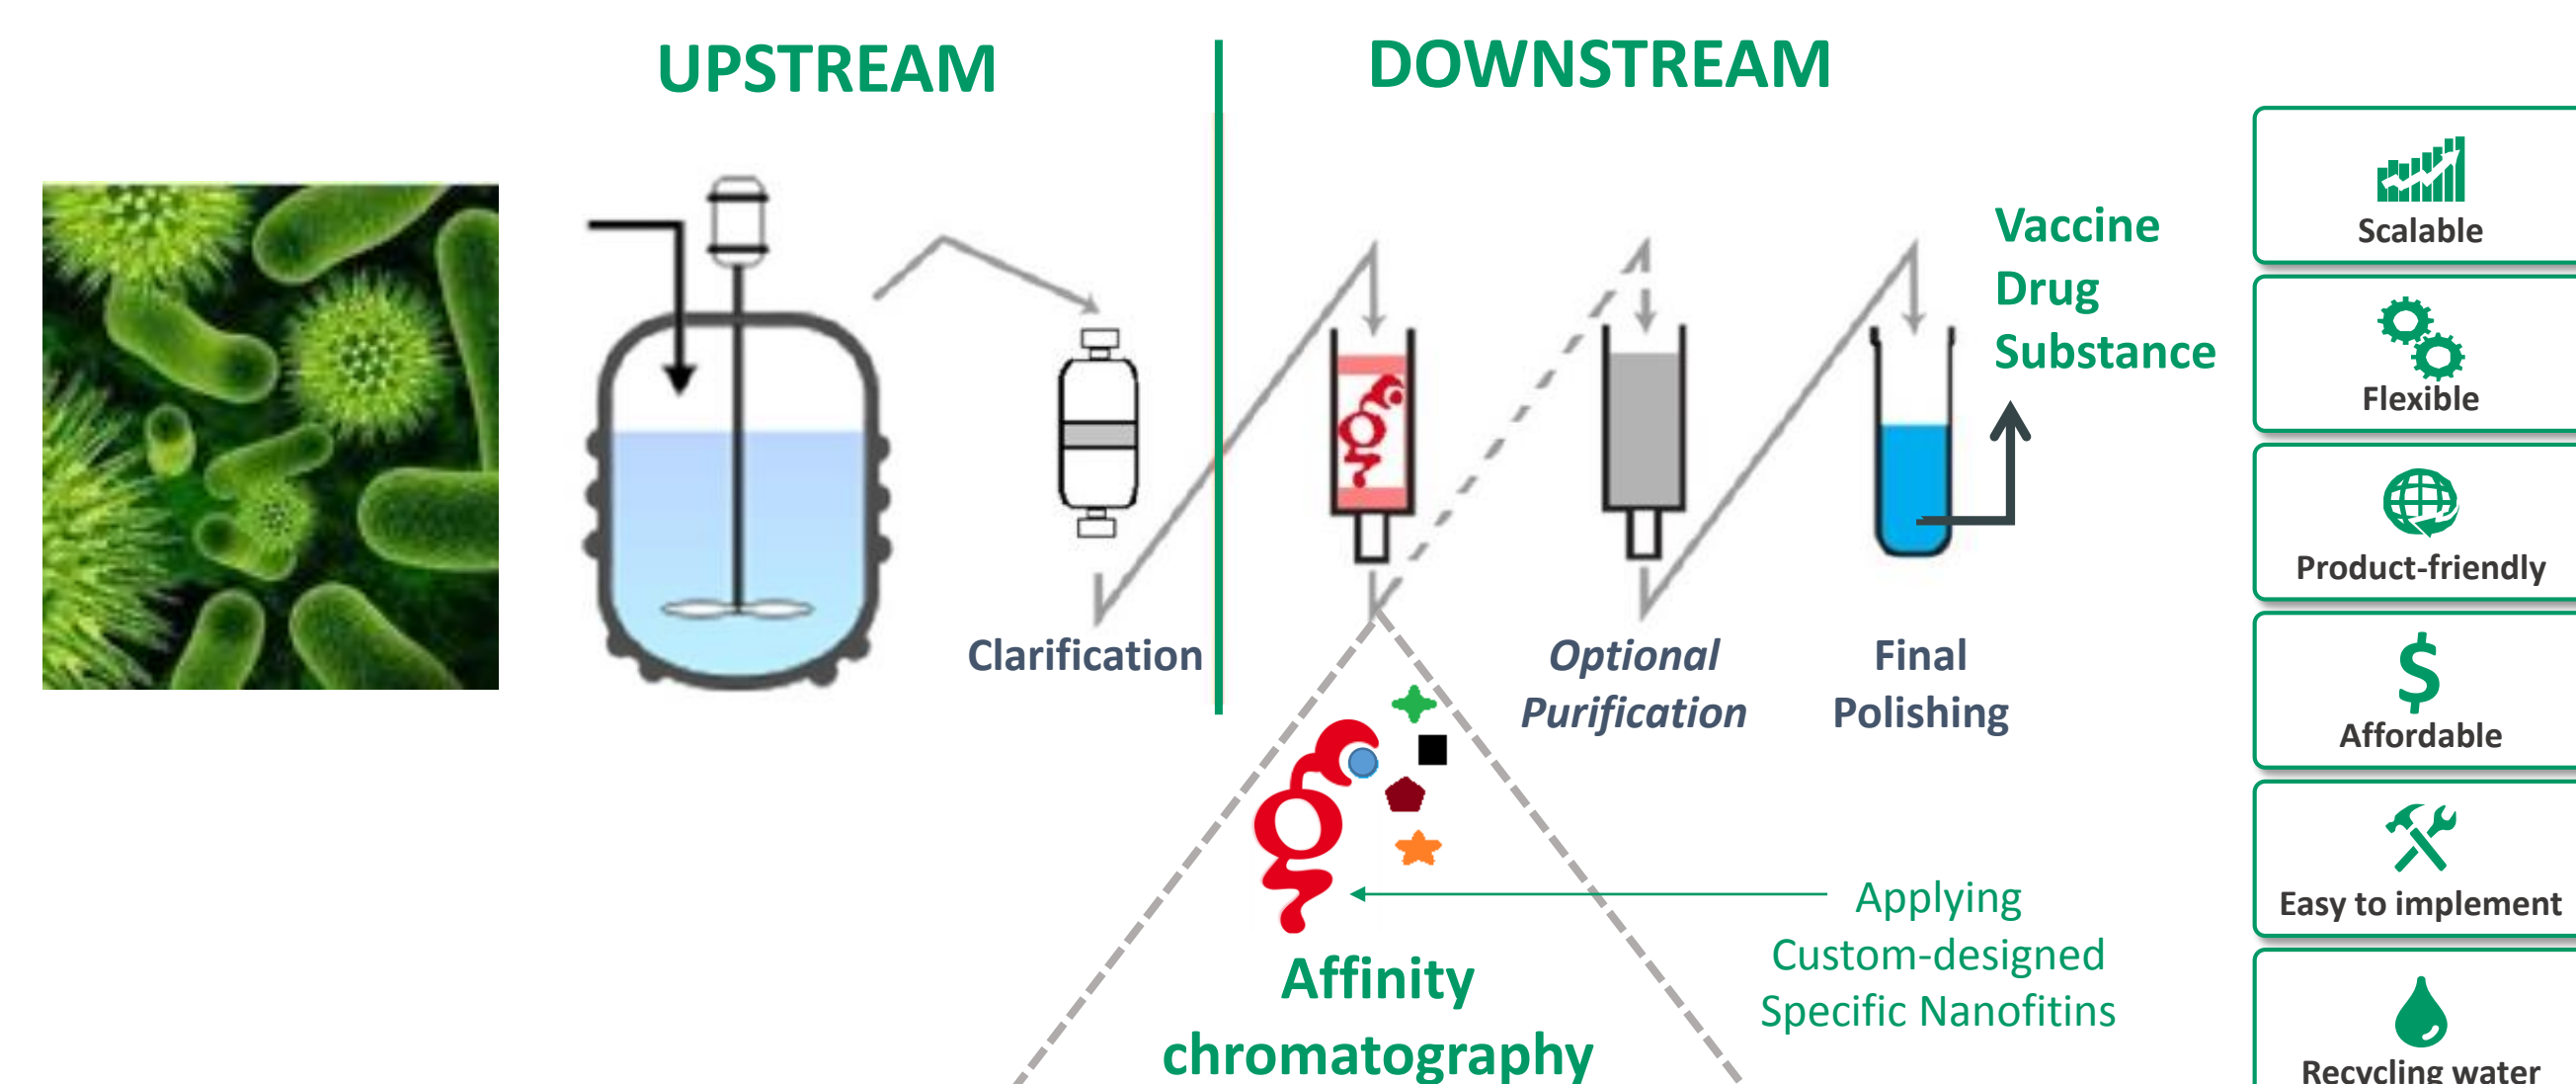 UPSTREAM
DOWNSTREAM
Vaccine
Drug
Substance
Clarification
Optional
Purification
Final
Polishing
Applying
Custom-designed
Specific Nanofitins
Affinity
chromatography
Scalable
Flexible
Product-friendly
$
Affordable
Easy to implement
Recycling water